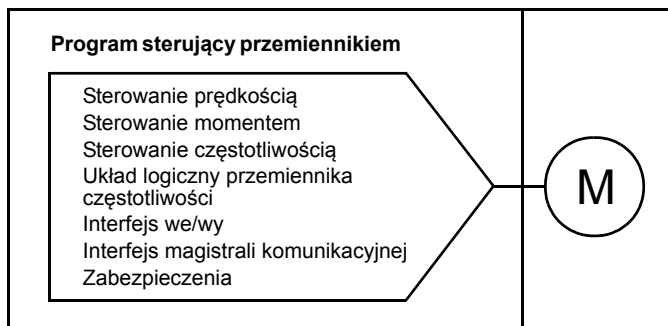 Program sterujący przemiennikiem
Sterowanie prędkością
Sterowanie momentem
Sterowanie częstotliwością
Układ logiczny przemiennika
częstotliwości
Interfejs we/wy
Interfejs magistrali komunikacyjnej
Zabezpieczenia
M